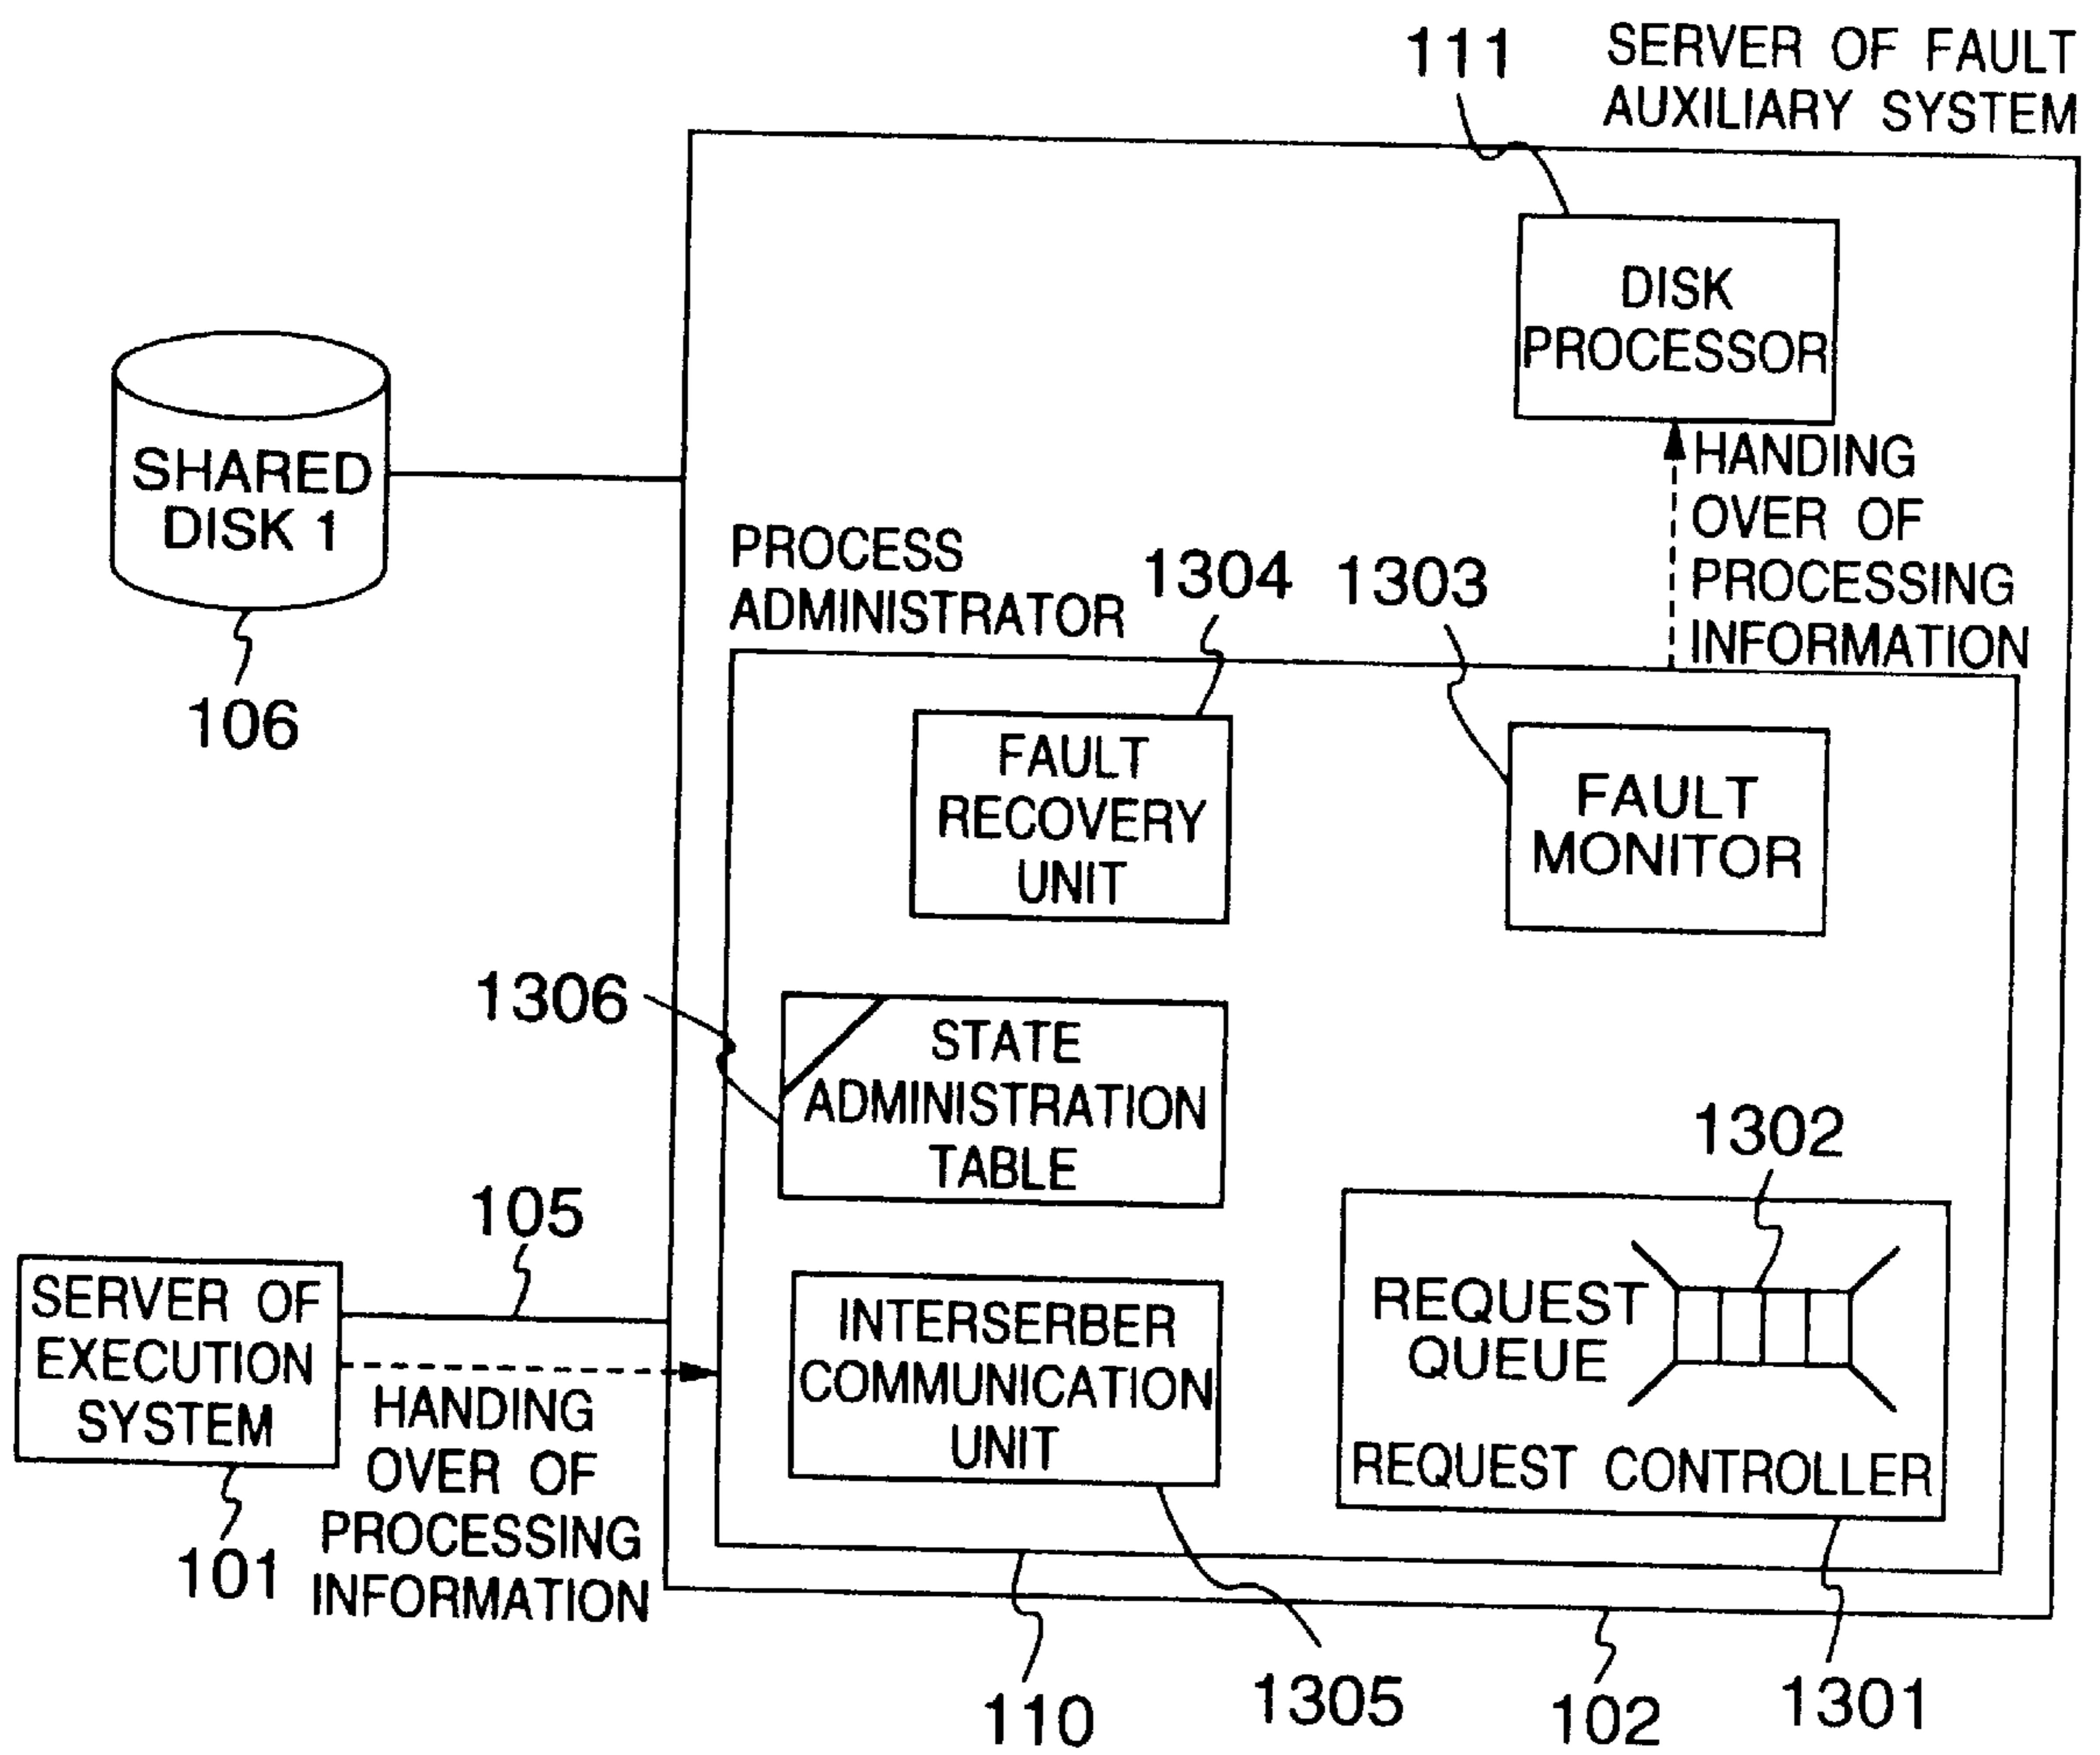 111
SERVER OF FAULT
AUXILIARY SYSTEM
DISK
PROCESSOR
SHARED
DISK 1
106
HANDING
OVER OF
PROCESSING
INFORMATION
PROCESS
ADMINISTRATOR
1304
1303
FAULT
RECOVERY
UNIT
FAULT
MONITOR
1306
STATE
ADMINISTRATION
TABLE
1302
105
SERVER OF
EXECUTION
SYSTEM
101
HANDING
OVER OF
PROCESSING
INFORMATION
INTERSERBER
COMMUNICATION
UNIT
REQUEST
QUEUE
REQUEST CONTROLLER
110
1305
102
1301